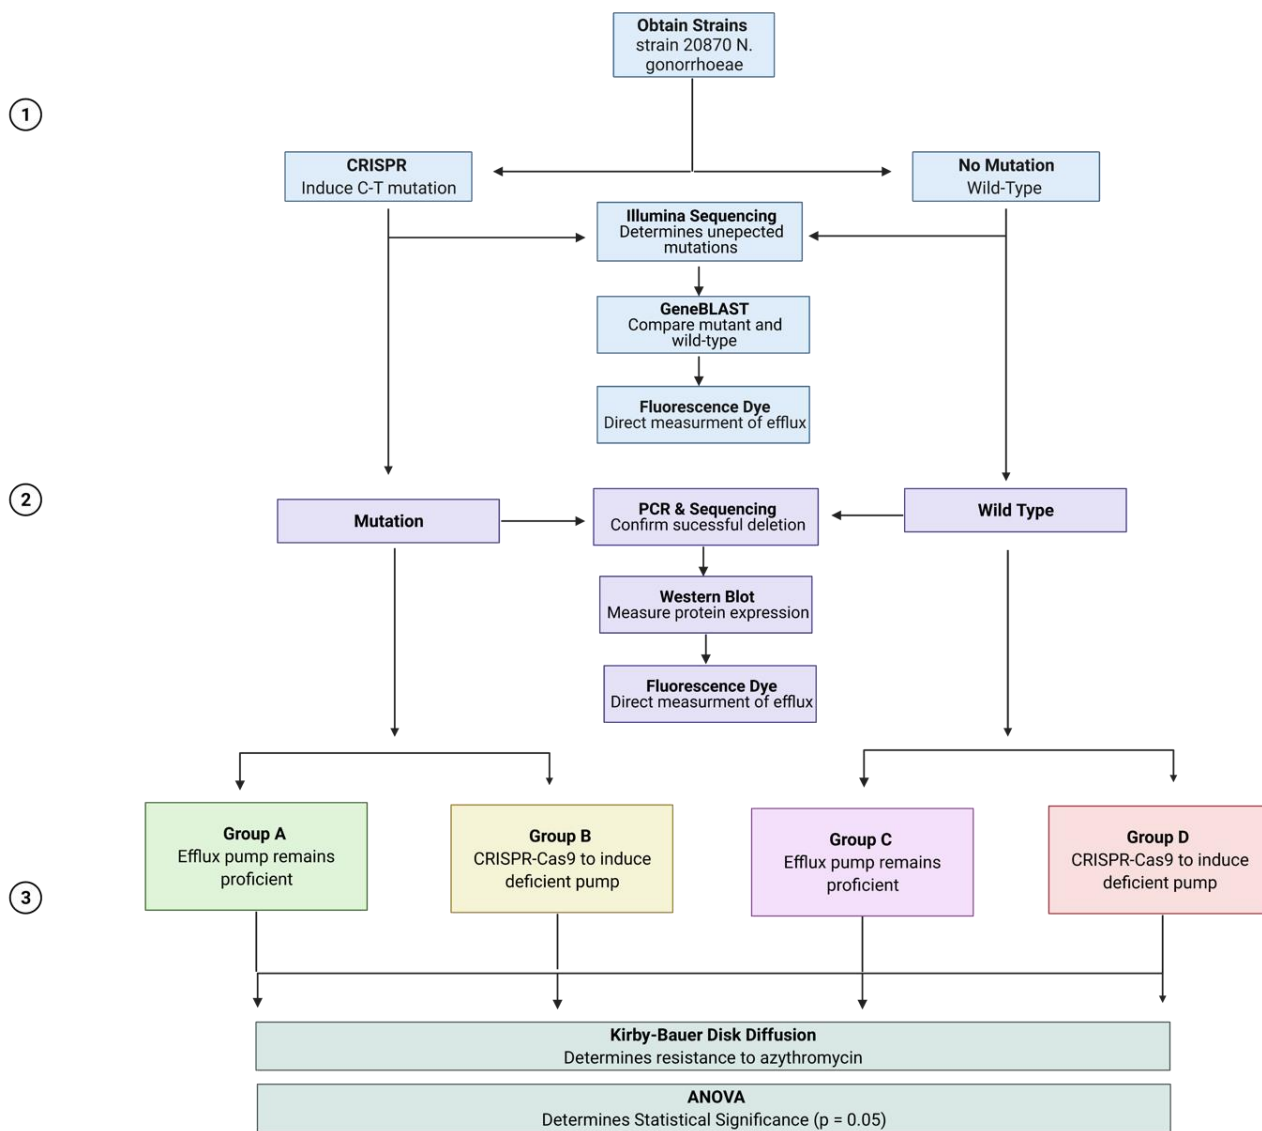 Obtain Strains
strain 20870 N.
gonorrhoeae
1
CRISPR
Induce C-T mutation
No Mutation
Wild-Type
Illumina Sequencing
Determines unepected
mutations
GeneBLAST
Compare mutant and
wild-type
Fluorescence Dye
Direct measurment of efflux
2
Mutation
PCR & Sequencing
Confirm sucessful deletion
Wild Type
Western Blot
Measure protein expression
Fluorescence Dye
Direct measurment of efflux
3
Group A
Efflux pump remains
proficient
Group B
CRISPR-Cas9 to induce
deficient pump
Group C
Efflux pump remains
proficient
Group D
CRISPR-Cas9 to induce
deficient pump
Kirby-Bauer Disk Diffusion
Determines resistance to azythromycin
ANOVA
Determines Statistical Significance (p = 0.05)